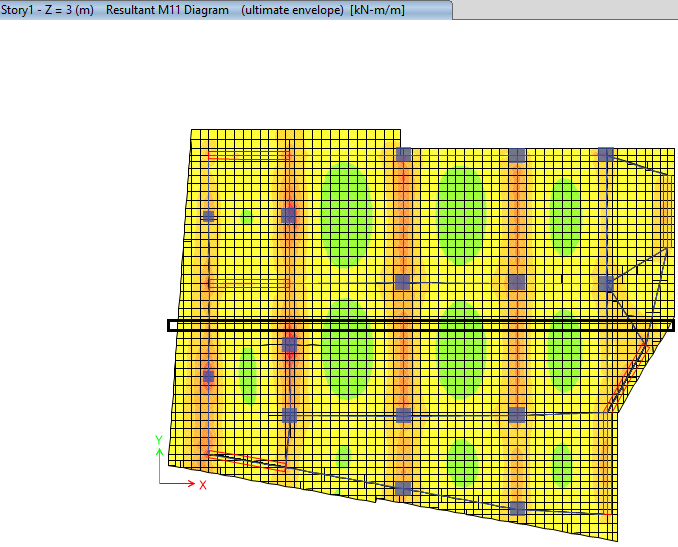 Story1 - Z = 3 (m) Resultant M11 Diagram (ultimate envelope) [kN-m/m]
Y
X